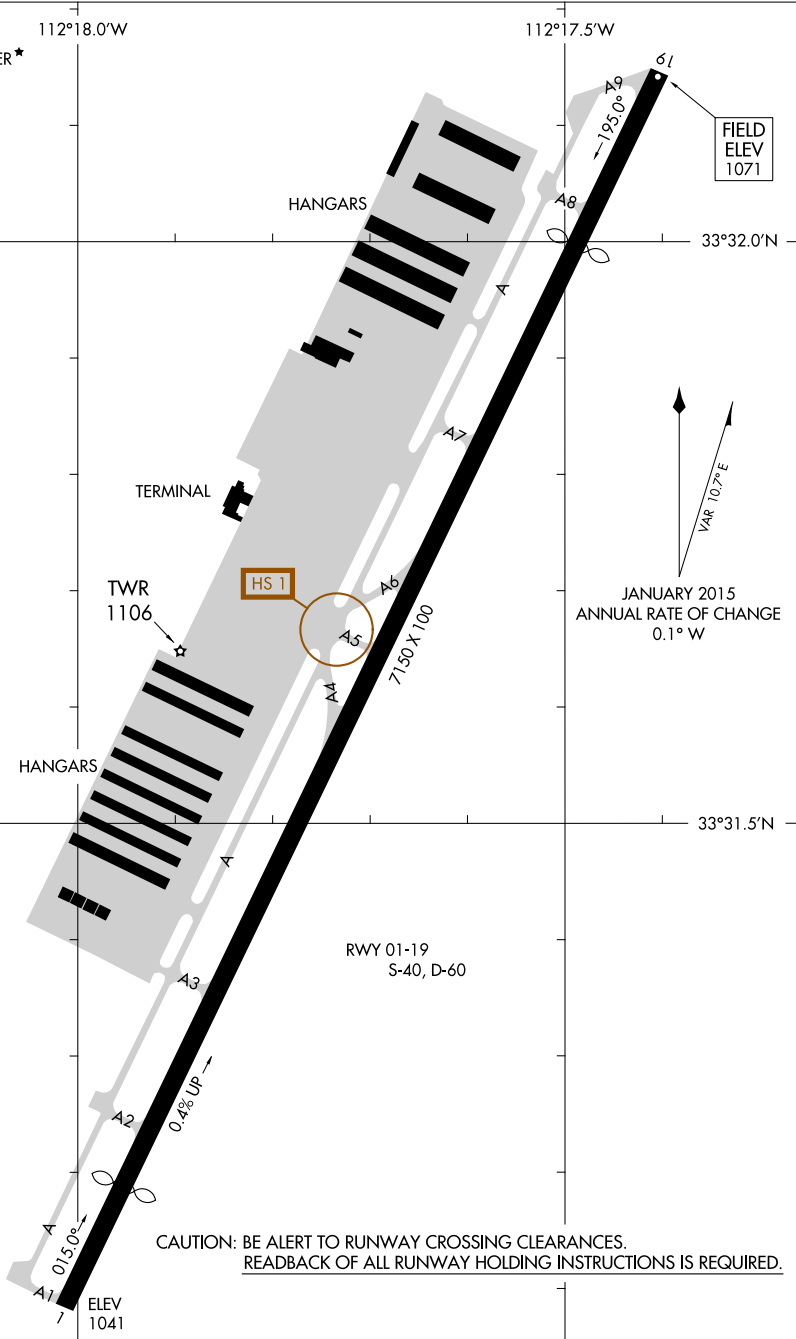 112°18.0'W
112°17.5'W
ER★
19
A9
195.0°
FIELD
ELEV
1071
HANGARS
A8
33°32.0'N
A
A7
VAR 10.7° E
TERMINAL
HS 1
A6
TWR
1106
JANUARY 2015
ANNUAL RATE OF CHANGE
0.1° W
A5
7150 X 100
A4
HANGARS
33°31.5'N
A
RWY 01-19
S-40, D-60
A3
0.4% UP
A2
A
015.0°
CAUTION: BE ALERT TO RUNWAY CROSSING CLEARANCES.
READBACK OF ALL RUNWAY HOLDING INSTRUCTIONS IS REQUIRED.
A1
ELEV
1041
1